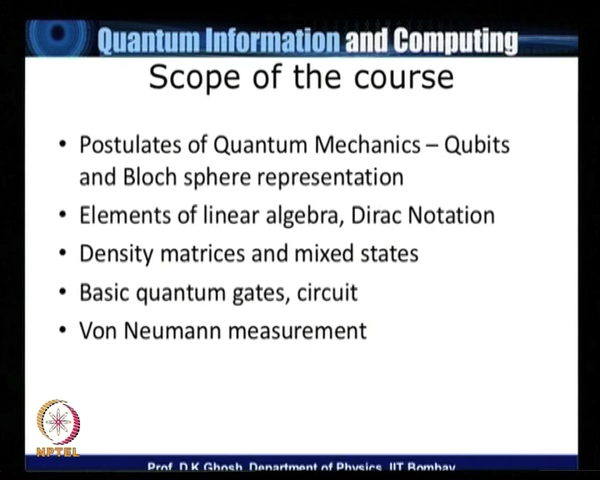 Quantum Information and Computing
Scope of the course
• Postulates of Quantum Mechanics – Qubits
and Bloch sphere representation
• Elements of linear algebra, Dirac Notation
• Density matrices and mixed states
• Basic quantum gates, circuit
• Von Neumann measurement
NPTEL
Prof. D.K Ghosh, Department of Physics, IIT Bombay